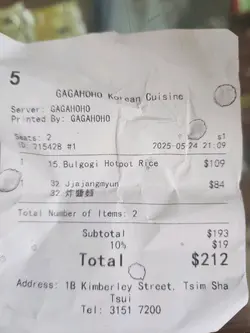 5
GAGAHOHO Korean Cuisine
Server: GAGAHOHO
Printed By: GAGAHOHO
Seats: 2 s1
ID 215428 #1 2025-05-24 21:09
1 15 Bulgogi Hotpot Rice $109
1 32 Jjajangmyun $84
32 炸醬麵
Total Number of Items: 2
Subtotal $193
10% $19
Total $212
Address: 1B Kimberley Street, Tsim Sha
Tsui
Tel: 3151 7200